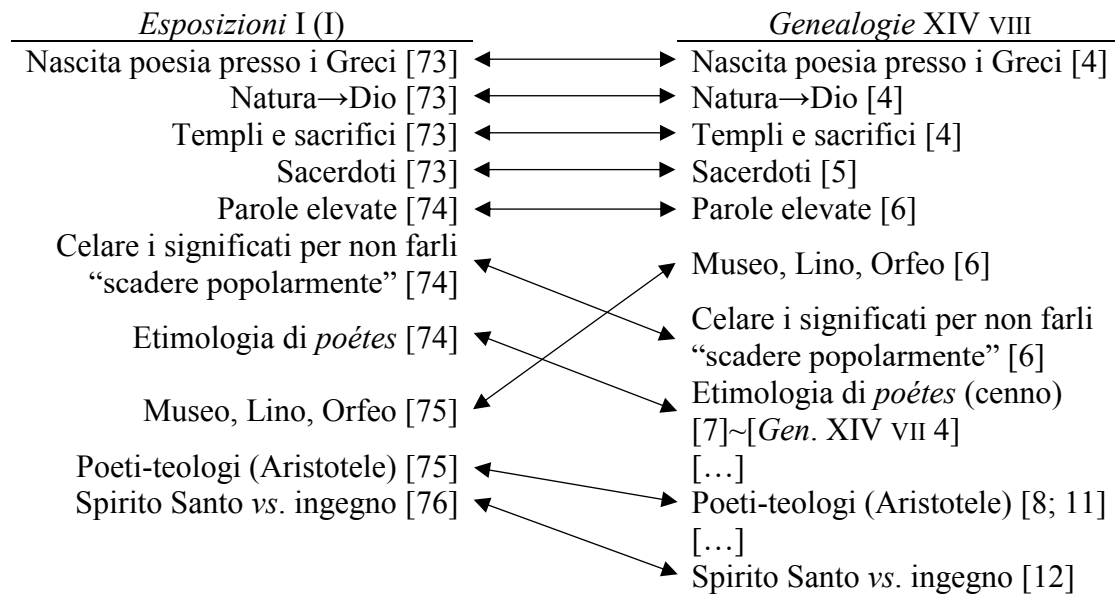 Esposizioni I (I)
Nascita poesia presso i Greci [73]
Natura→Dio [73]
Templi e sacrifici [73]
Sacerdoti [73]
Parole elevate [74]
Celare i significati per non farli
“scadere popolarmente” [74]
Etimologia di poétes [74]
Museo, Lino, Orfeo [75]
Poeti-teologi (Aristotele) [75]
Spirito Santo vs. ingegno [76]
Genealogie XIV VIII
Nascita poesia presso i Greci [4]
Natura→Dio [4]
Templi e sacrifici [4]
Sacerdoti [5]
Parole elevate [6]
Museo, Lino, Orfeo [6]
Celare i significati per non farli
“scadere popolarmente” [6]
Etimologia di poétes (cenno)
[7]~[Gen. XIV VII 4]
[…]
Poeti-teologi (Aristotele) [8; 11]
[…]
Spirito Santo vs. ingegno [12]